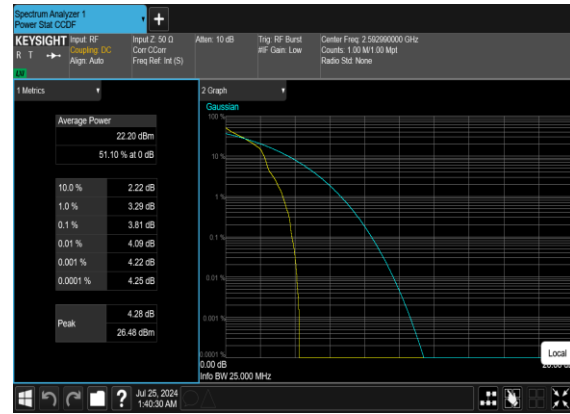 Spectrum Analyzer 1
Power Stat CCDF
+
KEYSIGHT
R T
LXI
Input: RF
Coupling: DC
Align: Auto
Input Z: 50 Ω
Corr CCorr
Freq Ref: Int (S)
Atten: 10 dB
Trig: RF Burst
#IF Gain: Low
Center Freq: 2.592990000 GHz
Counts: 1.00 M/1.00 Mpt
Radio Std: None
1 Metrics
Average Power
22.20 dBm
51.10 % at 0 dB
10.0 % 2.22 dB
1.0 % 3.29 dB
0.1 % 3.81 dB
0.01 % 4.09 dB
0.001 % 4.22 dB
0.0001 % 4.25 dB
Peak
4.28 dB
26.48 dBm
2 Graph
Gaussian
100 %
10 %
1 %
0.1 %
0.01 %
0.001 %
0.0001 %
0.00 dB
Info BW 25.000 MHz
Local
?
Jul 25, 2024
1:40:30 AM